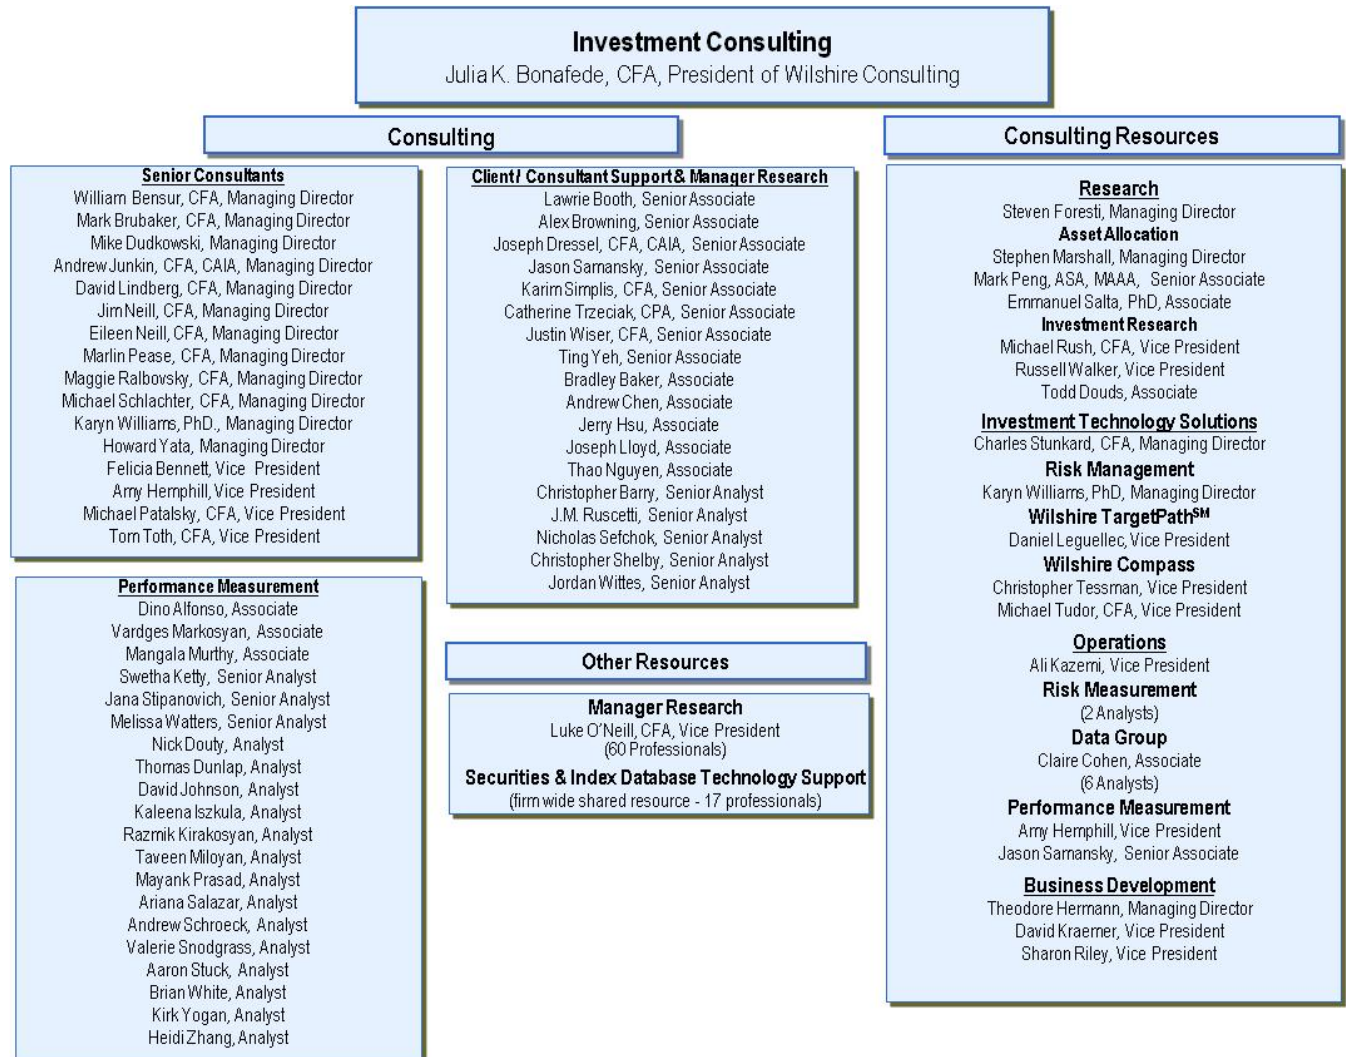 Investment Consulting
Julia K. Bonafede, CFA, President of Wilshire Consulting
Consulting
Senior Consultants
William Bensur, CFA, Managing Director
Mark Brubaker, CFA, Managing Director
Mike Dudkowski, Managing Director
Andrew Junkin, CFA, CAIA, Managing Director
David Lindberg, CFA, Managing Director
Jim Neill, CFA, Managing Director
Eileen Neill, CFA, Managing Director
Marlin Pease, CFA, Managing Director
Maggie Ralbovsky, CFA, Managing Director
Michael Schlachter, CFA, Managing Director
Karyn Williams, PhD., Managing Director
Howard Yata, Managing Director
Felicia Bennett, Vice President
Amy Hemphill, Vice President
Michael Patalsky, CFA, Vice President
Tom Toth, CFA, Vice President
Performance Measurement
Dino Alfonso, Associate
Vardges Markosyan, Associate
Mangala Murthy, Associate
Swetha Ketty, Senior Analyst
Jana Stipanovich, Senior Analyst
Melissa Watters, Senior Analyst
Nick Douty, Analyst
Thomas Dunlap, Analyst
David Johnson, Analyst
Kaleena Iszkula, Analyst
Razmik Kirakosyan, Analyst
Taveen Miloyan, Analyst
Mayank Prasad, Analyst
Ariana Salazar, Analyst
Andrew Schroeck, Analyst
Valerie Snodgrass, Analyst
Aaron Stuck, Analyst
Brian White, Analyst
Kirk Yogan, Analyst
Heidi Zhang, Analyst
Client / Consultant Support & Manager Research
Lawrie Booth, Senior Associate
Alex Browning, Senior Associate
Joseph Dressel, CFA, CAIA, Senior Associate
Jason Samansky, Senior Associate
Karim Simplis, CFA, Senior Associate
Catherine Trzeciak, CPA, Senior Associate
Justin Wiser, CFA, Senior Associate
Ting Yeh, Senior Associate
Bradley Baker, Associate
Andrew Chen, Associate
Jerry Hsu, Associate
Joseph Lloyd, Associate
Thao Nguyen, Associate
Christopher Barry, Senior Analyst
J.M. Ruscetti, Senior Analyst
Nicholas Sefchok, Senior Analyst
Christopher Shelby, Senior Analyst
Jordan Wittes, Senior Analyst
Other Resources
Manager Research
Luke O'Neill, CFA, Vice President
(60 Professionals)
Securities & Index Database Technology Support
(firm wide shared resource - 17 professionals)
Consulting Resources
Research
Steven Foresti, Managing Director
Asset Allocation
Stephen Marshall, Managing Director
Mark Peng, ASA, MAAA, Senior Associate
Emmanuel Salta, PhD, Associate
Investment Research
Michael Rush, CFA, Vice President
Russell Walker, Vice President
Todd Douds, Associate
Investment Technology Solutions
Charles Stunkard, CFA, Managing Director
Risk Management
Karyn Williams, PhD, Managing Director
Wilshire TargetPath℠
Daniel Leguellec, Vice President
Wilshire Compass
Christopher Tessman, Vice President
Michael Tudor, CFA, Vice President
Operations
Ali Kazemi, Vice President
Risk Measurement
(2 Analysts)
Data Group
Claire Cohen, Associate
(6 Analysts)
Performance Measurement
Amy Hemphill, Vice President
Jason Samansky, Senior Associate
Business Development
Theodore Hermann, Managing Director
David Kraemer, Vice President
Sharon Riley, Vice President